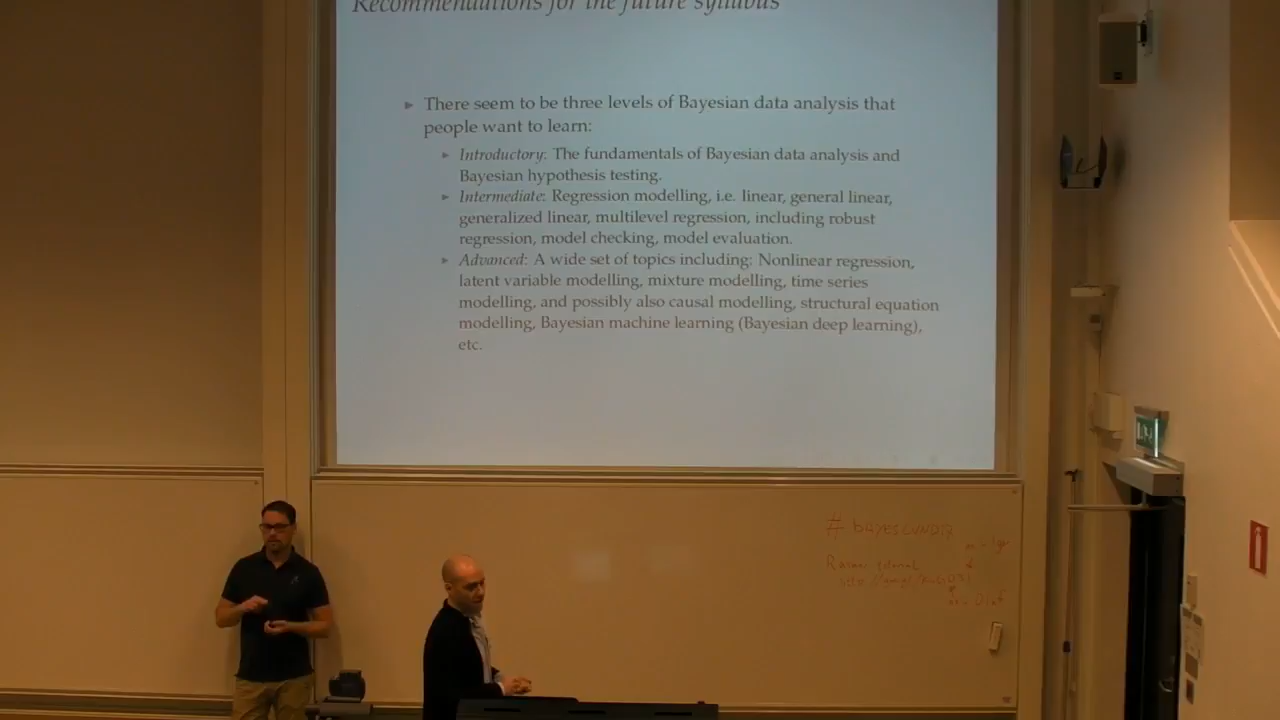 Recommendations for the future syllabus
▸ There seem to be three levels of Bayesian data analysis that
people want to learn:
▸ Introductory: The fundamentals of Bayesian data analysis and
Bayesian hypothesis testing.
▸ Intermediate: Regression modelling, i.e. linear, general linear,
generalized linear, multilevel regression, including robust
regression, model checking, model evaluation.
▸ Advanced: A wide set of topics including: Nonlinear regression,
latent variable modelling, mixture modelling, time series
modelling, and possibly also causal modelling, structural equation
modelling, Bayesian machine learning (Bayesian deep learning),
etc.